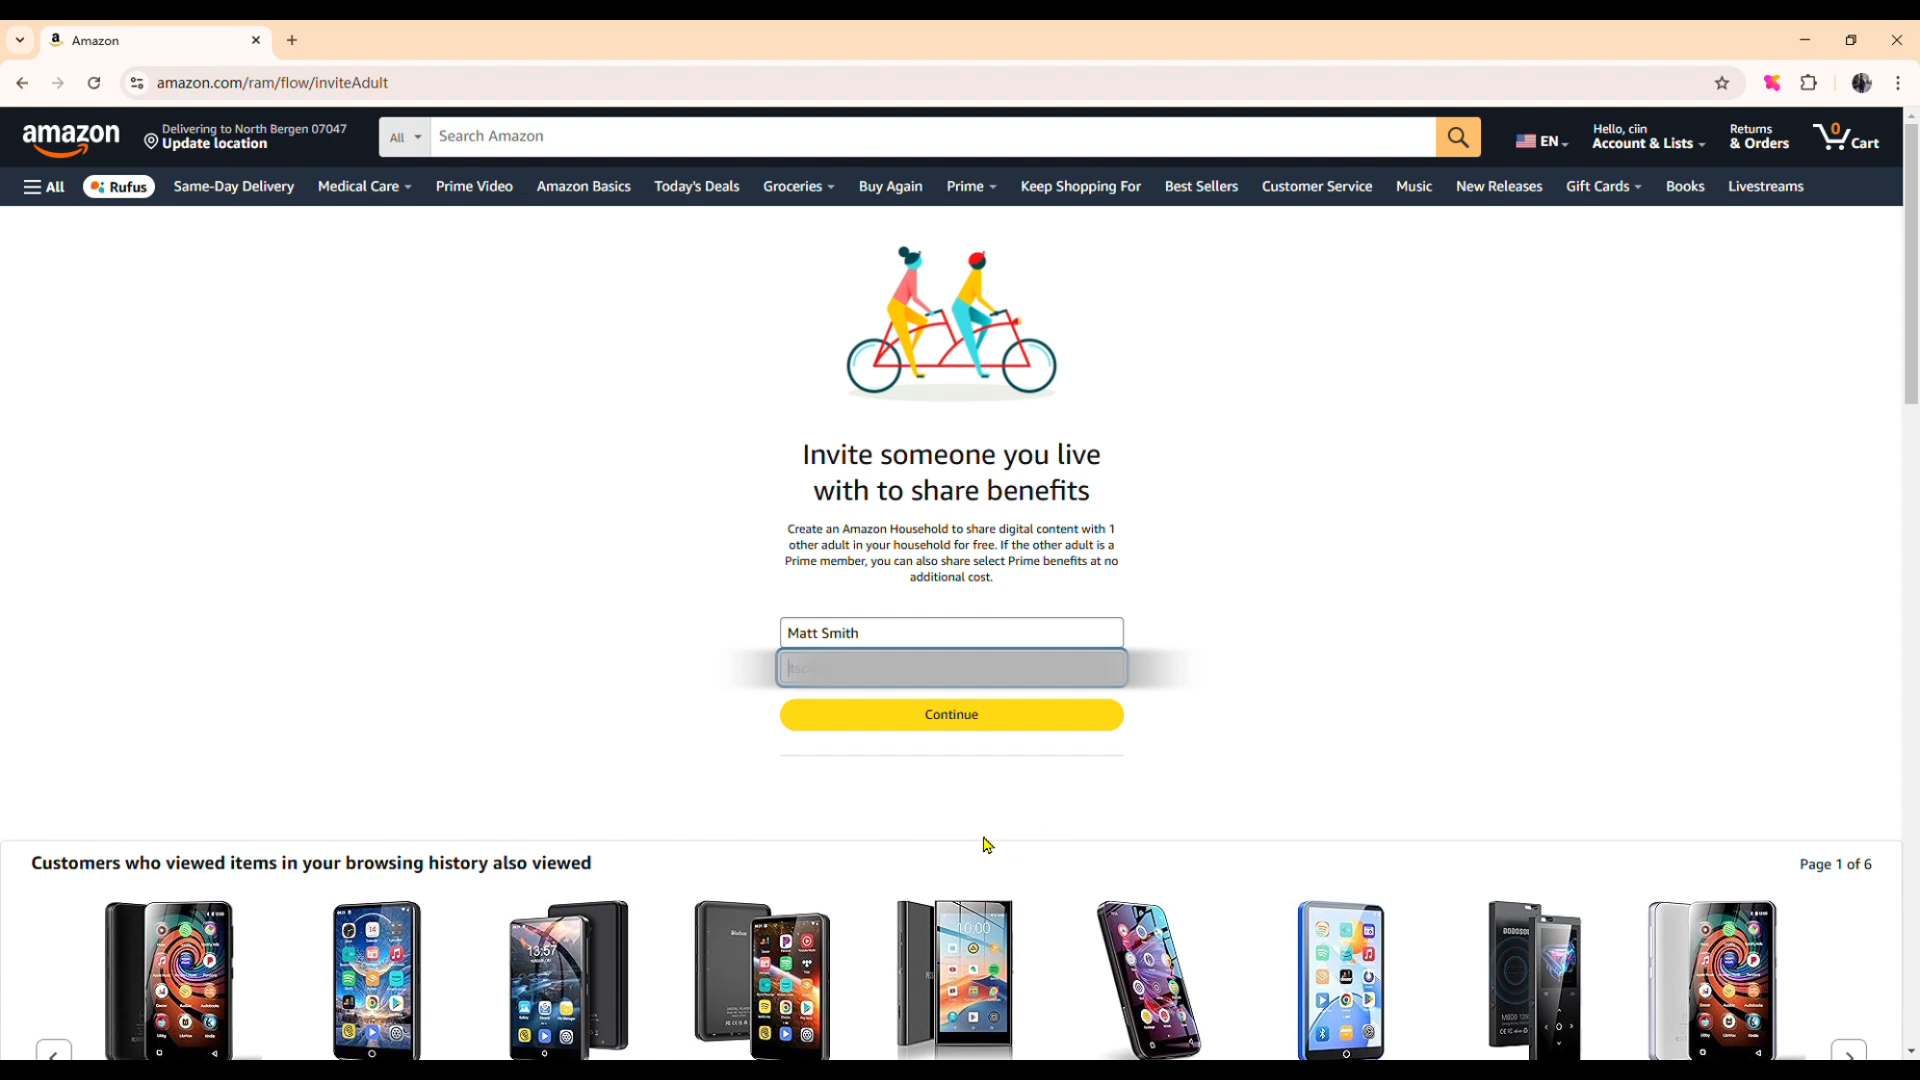 Amazon
amazon.com/ram/flow/inviteAdult
amazon
Delivering to North Bergen 07047
Update location
All
Search Amazon
EN
Hello, ciin
Account & Lists
Returns
& Orders
0
Cart
All
Rufus
Same-Day Delivery
Medical Care
Prime Video
Amazon Basics
Today's Deals
Groceries
Buy Again
Prime
Keep Shopping For
Best Sellers
Customer Service
Music
New Releases
Gift Cards
Books
Livestreams
Invite someone you live
with to share benefits
Create an Amazon Household to share digital content with 1
other adult in your household for free. If the other adult is a
Prime member, you can also share select Prime benefits at no
additional cost.
Matt Smith
Continue
Customers who viewed items in your browsing history also viewed
Page 1 of 6
13:57
10:00